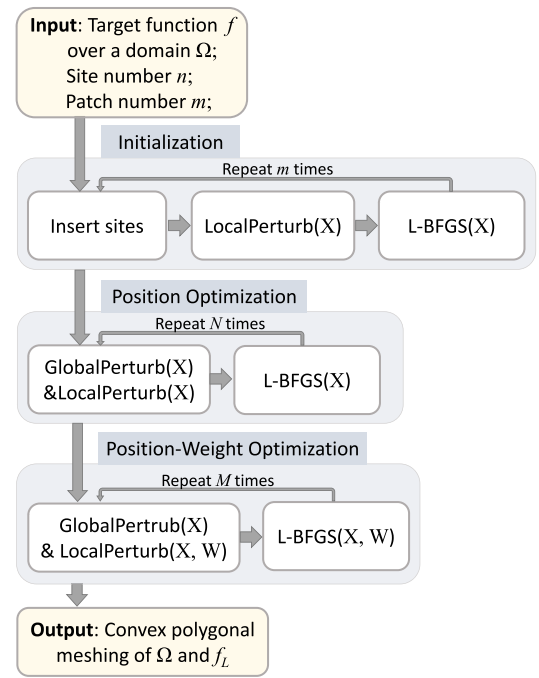 Input: Target function f
over a domain Ω;
Site number n;
Patch number m;
Initialization
Repeat m times
Insert sites
LocalPerturb(X)
L-BFGS(X)
Position Optimization
Repeat N times
GlobalPerturb(X)
&LocalPerturb(X)
L-BFGS(X)
Position-Weight Optimization
Repeat M times
GlobalPertrub(X)
& LocalPerturb(X, W)
L-BFGS(X, W)
Output: Convex polygonal
meshing of Ω and f_L